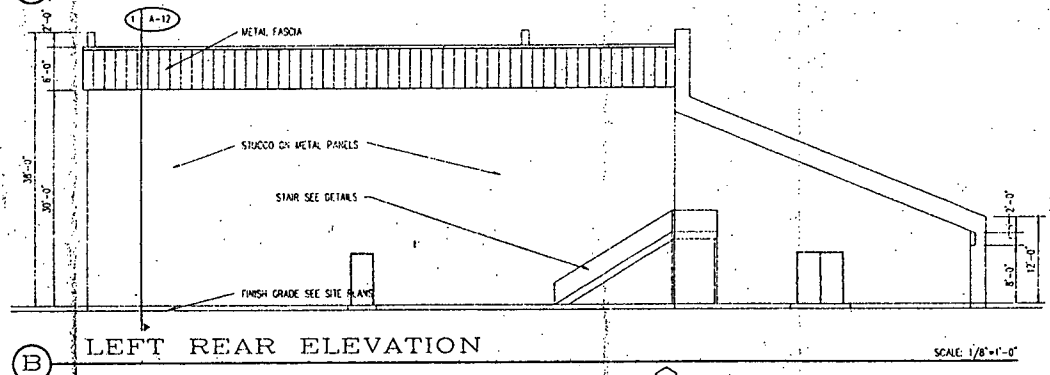 1 A-12
METAL FASCIA
2'-0"
6'-0"
38'-0"
30'-0"
STUCCO ON METAL PANELS
STAIR SEE DETAILS
2'-0"
8'-0"
12'-0"
FINISH GRADE SEE SITE PLANS
B LEFT REAR ELEVATION
SCALE: 1/8"=1'-0"